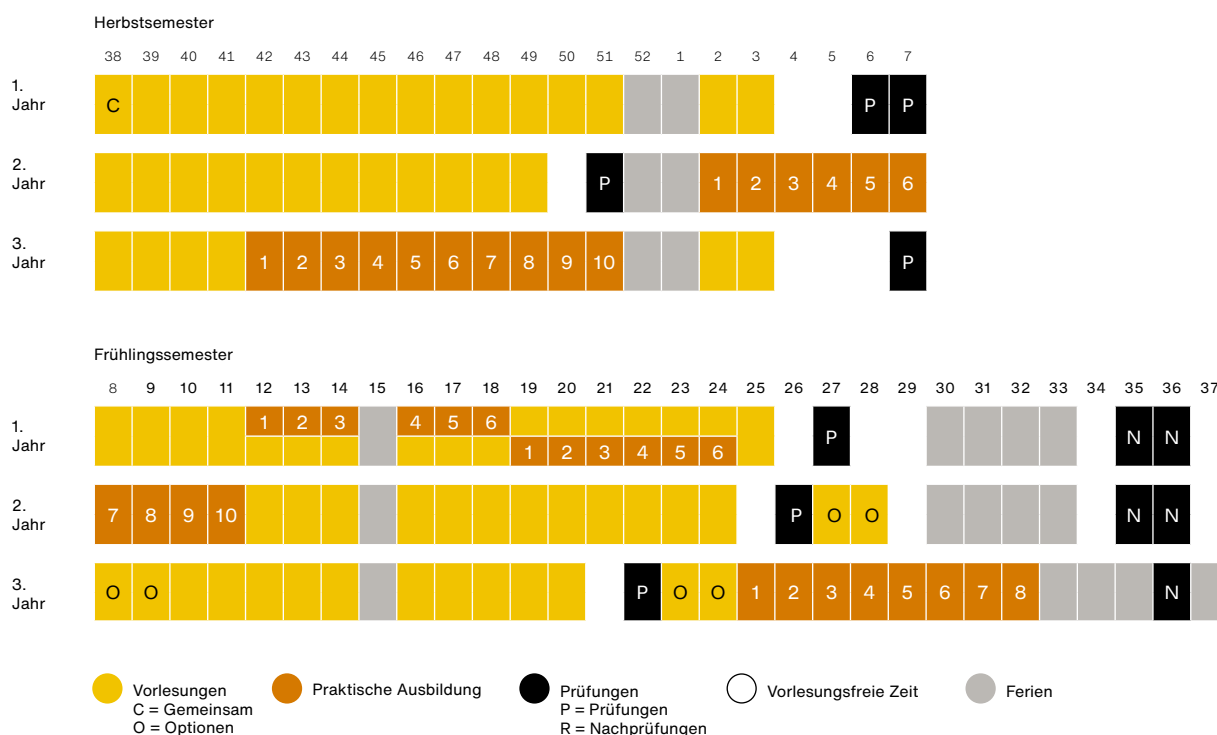 Herbstsemester
38 39 40 41 42 43 44 45 46 47 48 49 50 51 52 1 2 3 4 5 6 7
1.
Jahr
C P P
2.
Jahr
P 1 2 3 4 5 6
3.
Jahr
1 2 3 4 5 6 7 8 9 10 P
Frühlingssemester
8 9 10 11 12 13 14 15 16 17 18 19 20 21 22 23 24 25 26 27 28 29 30 31 32 33 34 35 36 37
1.
Jahr
1 2 3 4 5 6
1 2 3 4 5 6
P N N
2.
Jahr
7 8 9 10 P O O N N
3.
Jahr
O O P O O 1 2 3 4 5 6 7 8 N
Vorlesungen
C = Gemeinsam
O = Optionen
Praktische Ausbildung
Prüfungen
P = Prüfungen
R = Nachprüfungen
Vorlesungsfreie Zeit
Ferien